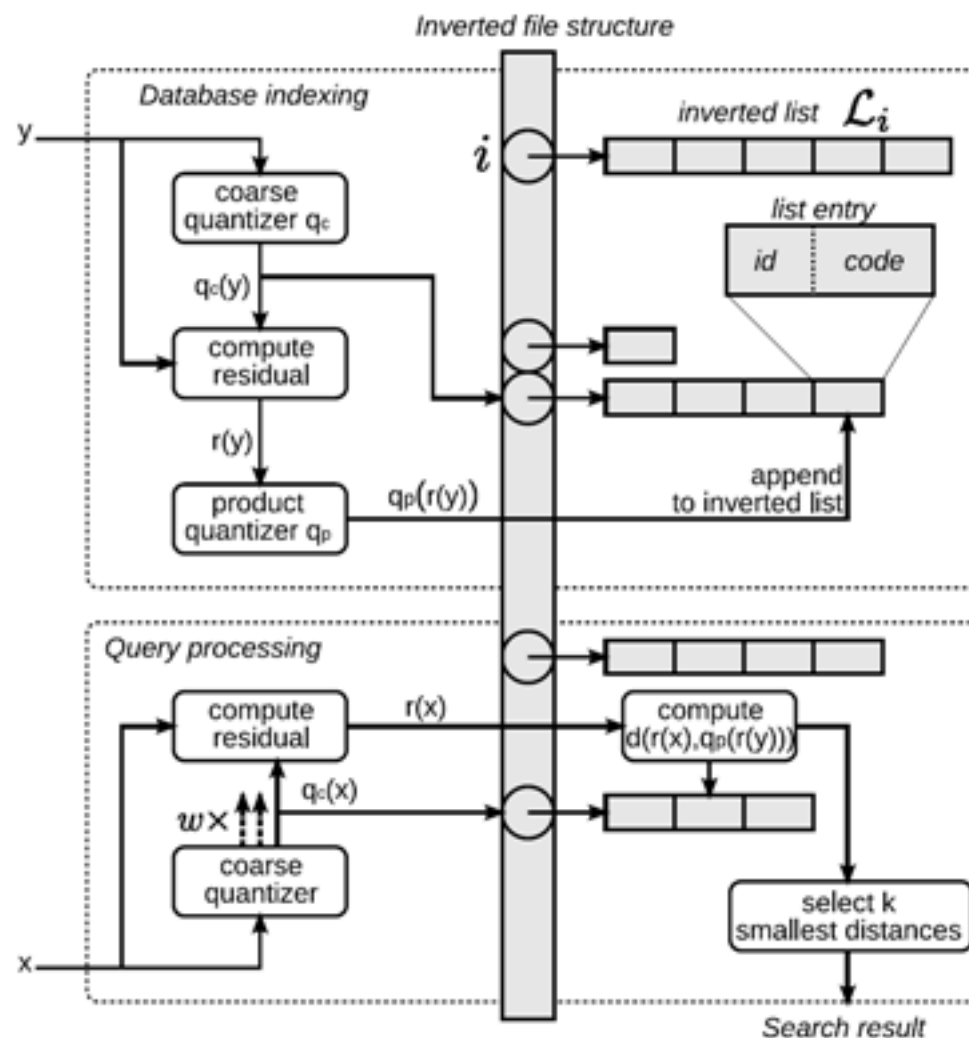 Inverted file structure
Database indexing
y
coarse
quantizer qc
qc(y)
compute
residual
r(y)
product
quantizer qp
qp(r(y))
i
inverted list ℒi
list entry
id
code
append
to inverted list
Query processing
compute
residual
r(x)
compute
d(r(x),qp(r(y)))
qc(x)
w×
coarse
quantizer
x
select k
smallest distances
Search result